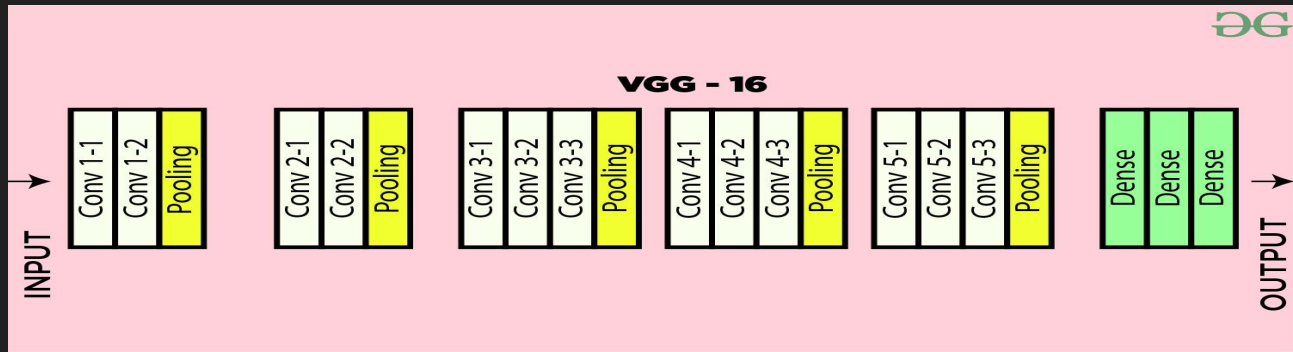 VGG - 16
INPUT
Conv 1-1
Conv 1-2
Pooling
Conv 2-1
Conv 2-2
Pooling
Conv 3-1
Conv 3-2
Conv 3-3
Pooling
Conv 4-1
Conv 4-2
Conv 4-3
Pooling
Conv 5-1
Conv 5-2
Conv 5-3
Pooling
Dense
Dense
Dense
OUTPUT